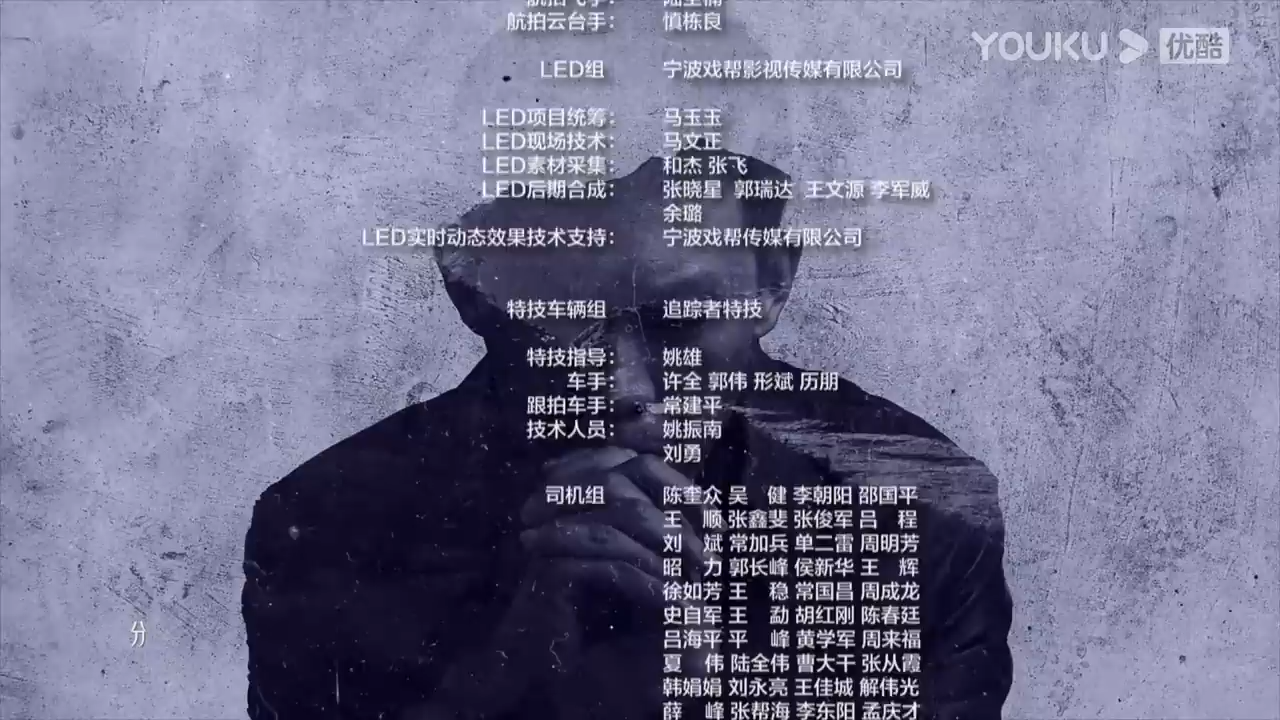 航拍云台手： 慎栋良
YOUKU 优酷
LED组 宁波戏帮影视传媒有限公司
LED项目统筹： 马玉玉
LED现场技术： 马文正
LED素材采集： 和杰 张飞
LED后期合成： 张晓星 郭瑞达 王文源 李军威
余璐
LED实时动态效果技术支持： 宁波戏帮传媒有限公司
特技车辆组 追踪者特技
特技指导： 姚雄
车手： 许全 郭伟 形斌 历朋
跟拍车手： 常建平
技术人员： 姚振南
刘勇
司机组 陈奎众 吴 健 李朝阳 邵国平
王 顺 张鑫斐 张俊军 吕 程
刘 斌 常加兵 单二雷 周明芳
昭 力 郭长峰 侯新华 王 辉
徐如芳 王 稳 常国昌 周成龙
史自军 王 勐 胡红刚 陈春廷
分
吕海平 平 峰 黄学军 周来福
夏 伟 陆全伟 曹大干 张从霞
韩娟娟 刘永亮 王佳城 解伟光
薛 峰 张帮海 李东阳 孟庆才